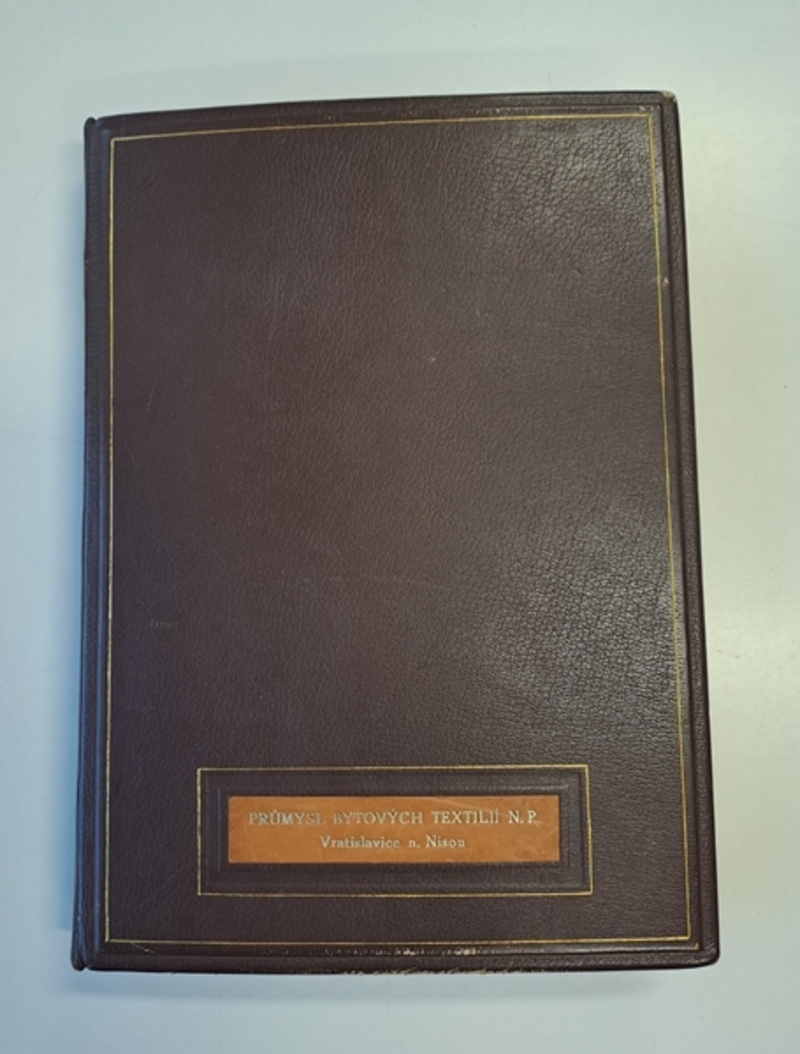 PRŮMYSL BYTOVÝCH TEXTILIÍ N. P.
Vratislavice n. Nisou